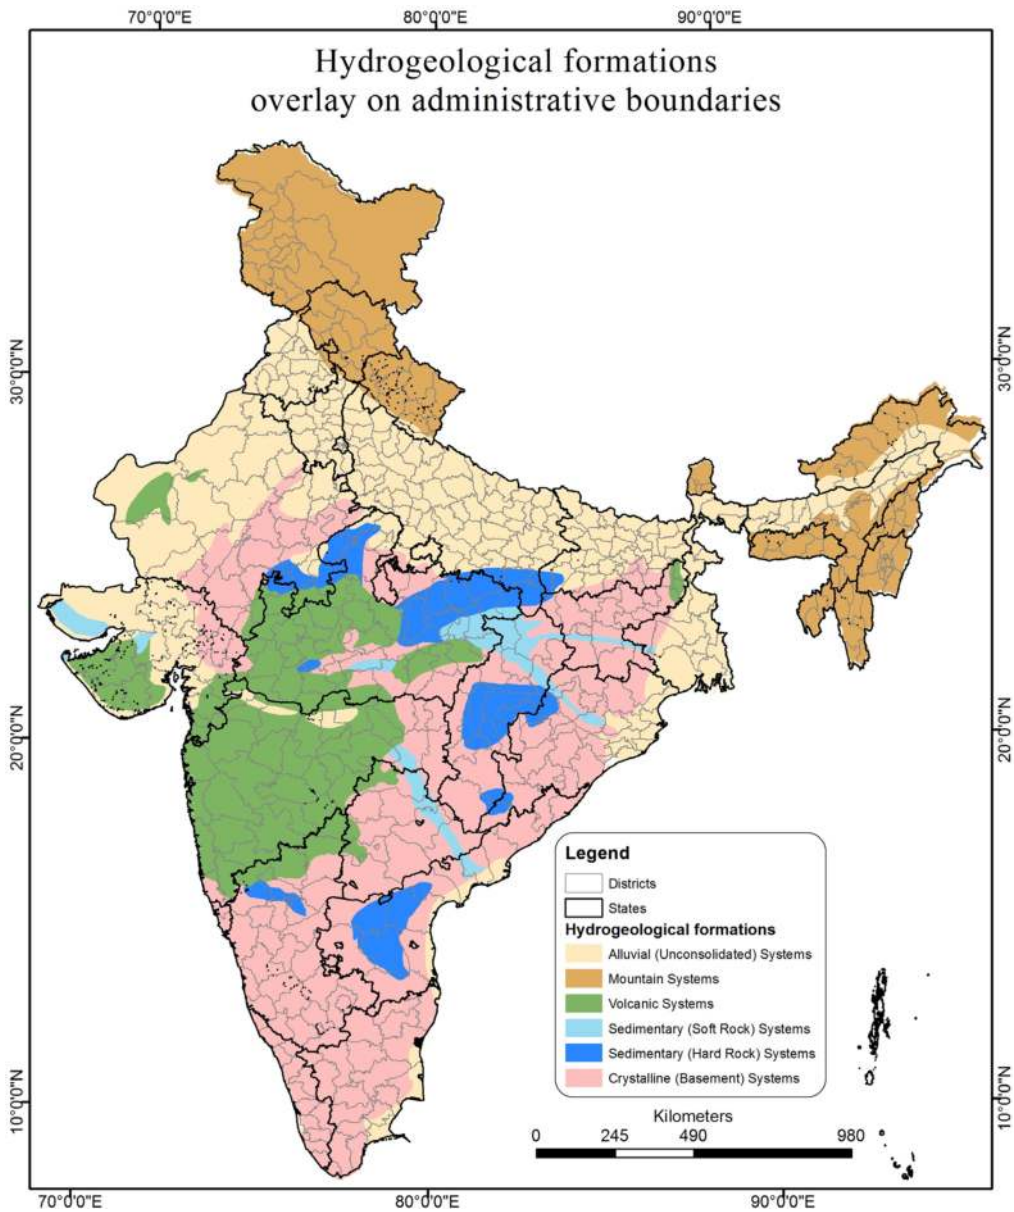 70°0'0"E 80°0'0"E 90°0'0"E
Hydrogeological formations
overlay on administrative boundaries
30°0'0"N 30°0'0"N
20°0'0"N 20°0'0"N
10°0'0"N 10°0'0"N
Legend
Districts
States
Hydrogeological formations
Alluvial (Unconsolidated) Systems
Mountain Systems
Volcanic Systems
Sedimentary (Soft Rock) Systems
Sedimentary (Hard Rock) Systems
Crystalline (Basement) Systems
Kilometers
0 245 490 980
70°0'0"E 80°0'0"E 90°0'0"E